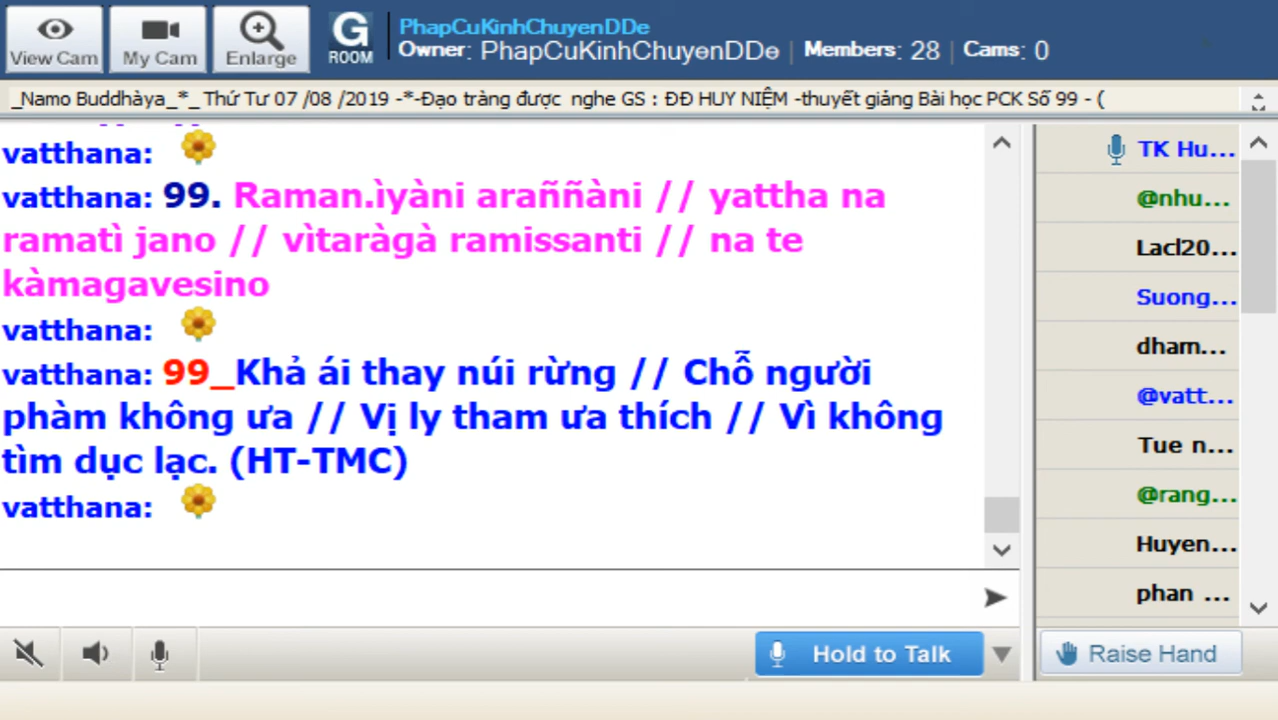 View Cam
My Cam
Enlarge
G
ROOM
PhapCuKinhChuyenDDe
Owner: PhapCuKinhChuyenDDe | Members: 28 | Cams: 0
_Namo Buddhàya_*_ Thứ Tư 07 /08 /2019 -*-Đạo tràng được nghe GS : ĐĐ HUY NIỆM -thuyết giảng Bài học PCK Số 99 - (
vatthana:
vatthana: 99. Raman.ìyàni araññàni // yattha na
ramatì jano // vìtaràgà ramissanti // na te
kàmagavesino
vatthana:
vatthana: 99_Khả ái thay núi rừng // Chỗ người
phàm không ưa // Vị ly tham ưa thích // Vì không
tìm dục lạc. (HT-TMC)
vatthana:
TK Hu...
@nhu...
Lacl20...
Suong...
dham...
@vatt...
Tue n...
@rang...
Huyen...
phan ...
Hold to Talk
Raise Hand